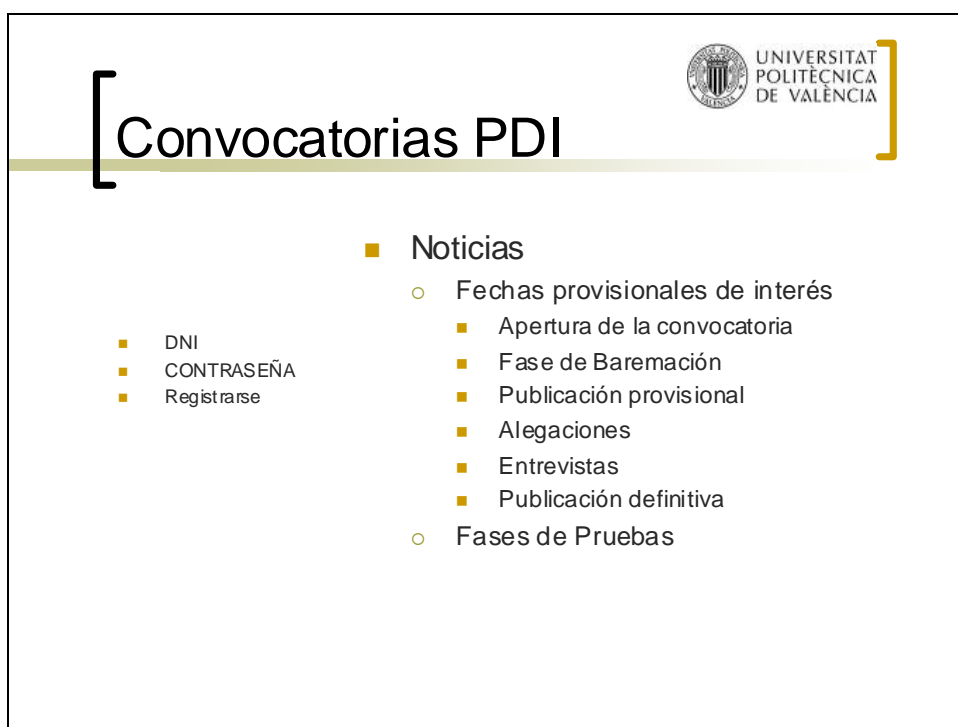 UNIVERSITAT
POLITÈCNICA
DE VALÈNCIA
Convocatorias PDI
DNI
CONTRASEÑA
Registrarse
Noticias
Fechas provisionales de interés
Apertura de la convocatoria
Fase de Baremación
Publicación provisional
Alegaciones
Entrevistas
Publicación definitiva
Fases de Pruebas